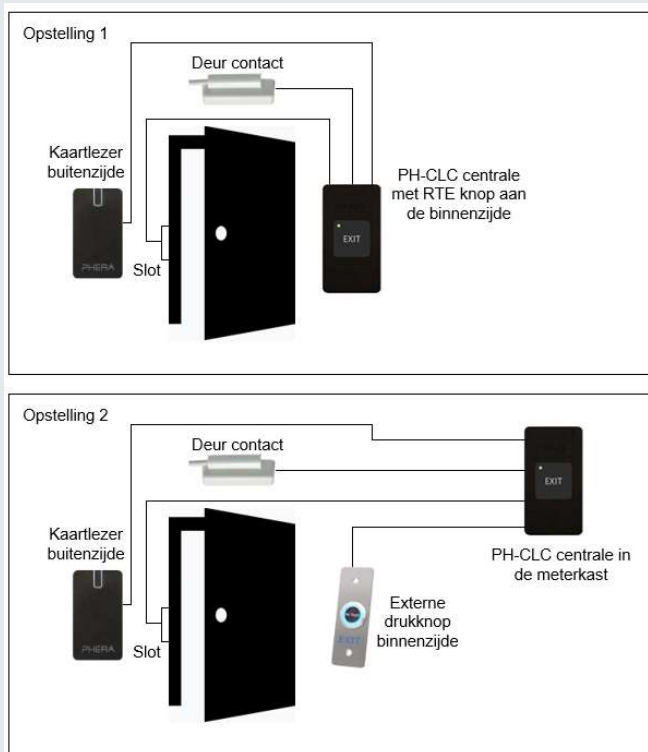 Opstelling 1
Deur contact
Kaartlezer
buitenzijde
PHERA
Slot
EXIT
PH-CLC centrale
met RTE knop aan
de binnenzijde
Opstelling 2
Deur contact
Kaartlezer
buitenzijde
PHERA
Slot
EXIT
PH-CLC centrale in
de meterkast
Externe
drukknop
binnenzijde
EXIT